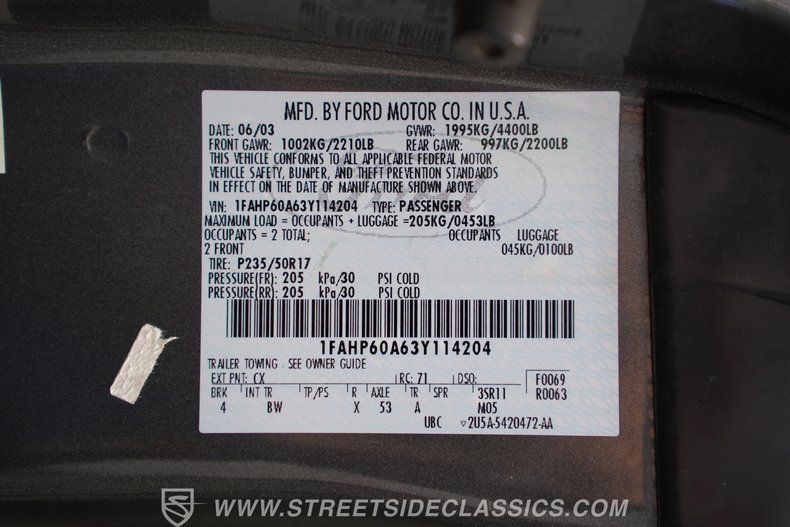 MFD. BY FORD MOTOR CO. IN U.S.A.
DATE: 06/03 GVWR: 1995KG/4400LB
FRONT GAWR: 1002KG/2210LB REAR GAWR: 997KG/2200LB
THIS VEHICLE CONFORMS TO ALL APPLICABLE FEDERAL MOTOR
VEHICLE SAFETY, BUMPER, AND THEFT PREVENTION STANDARDS
IN EFFECT ON THE DATE OF MANUFACTURE SHOWN ABOVE.
VIN: 1FAHP60A63Y114204 TYPE: PASSENGER
MAXIMUM LOAD = OCCUPANTS + LUGGAGE =205KG/0453LB
OCCUPANTS = 2 TOTAL; OCCUPANTS LUGGAGE
2 FRONT 045KG/0100LB
TIRE: P235/50R17
PRESSURE(FR): 205 kPa/30 PSI COLD
PRESSURE(RR): 205 kPa/30 PSI COLD
1FAHP60A63Y114204
TRAILER TOWING - SEE OWNER GUIDE
EXT PNT: CX RC: 71 DSO: F0069
BRK INT TR TP/PS R AXLE TR SPR 3SR11 R0063
4 BW X 53 A M05
UBC ▽2U5A-5420472-AA
WWW.STREETSIDECLASSICS.COM